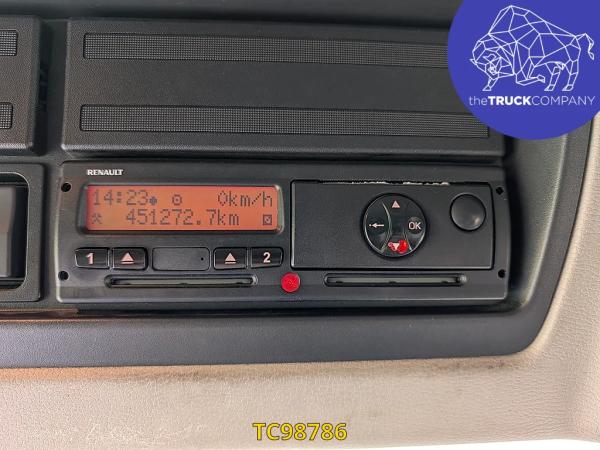 theTRUCKCOMPANY
RENAULT
14:23 0km/h
451272.7km
1 2
OK
TC98786